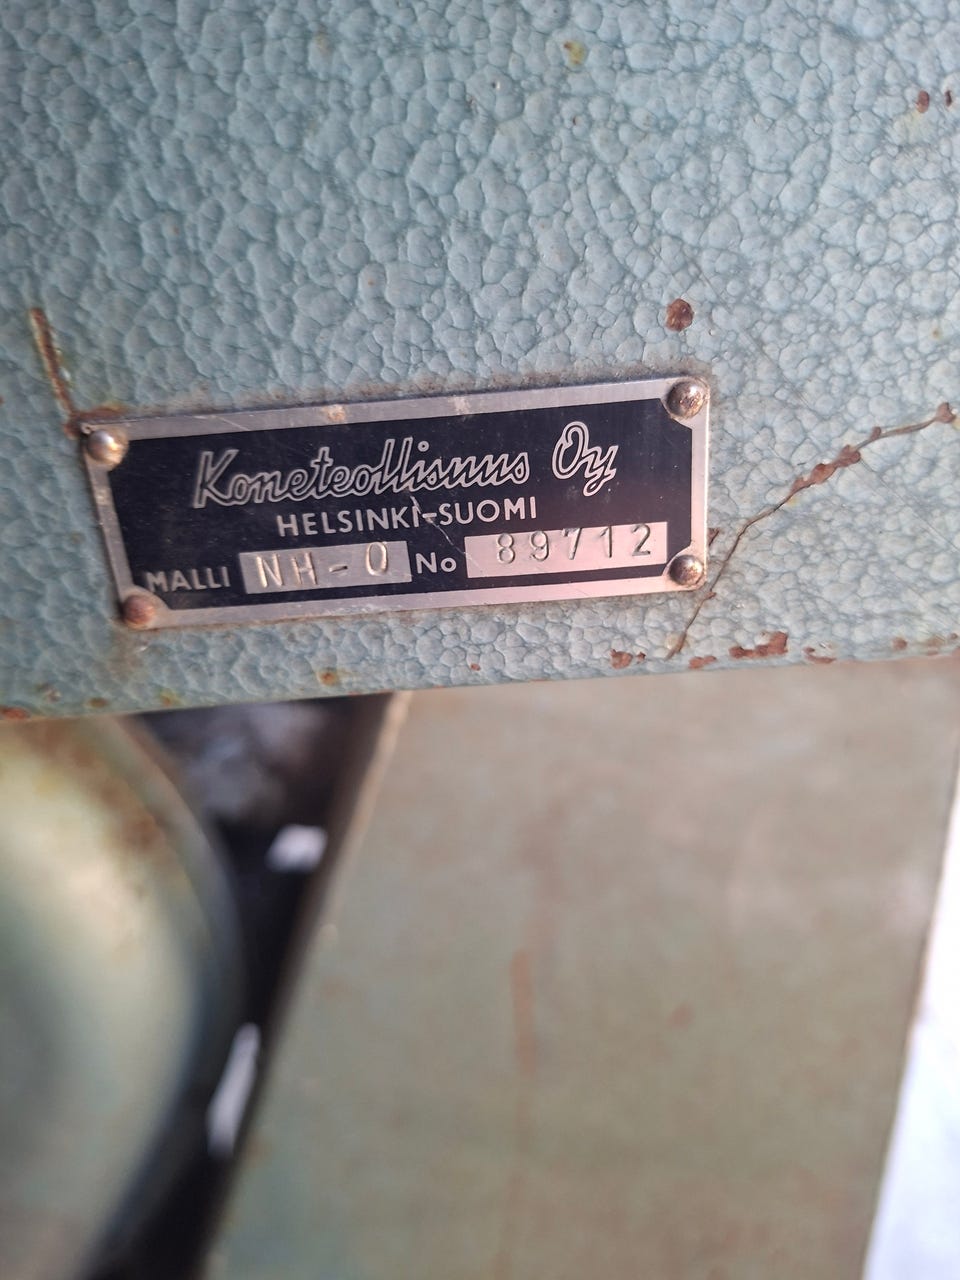 Koneteollisuus Oy
HELSINKI-SUOMI
MALLI NH-0 No 89712